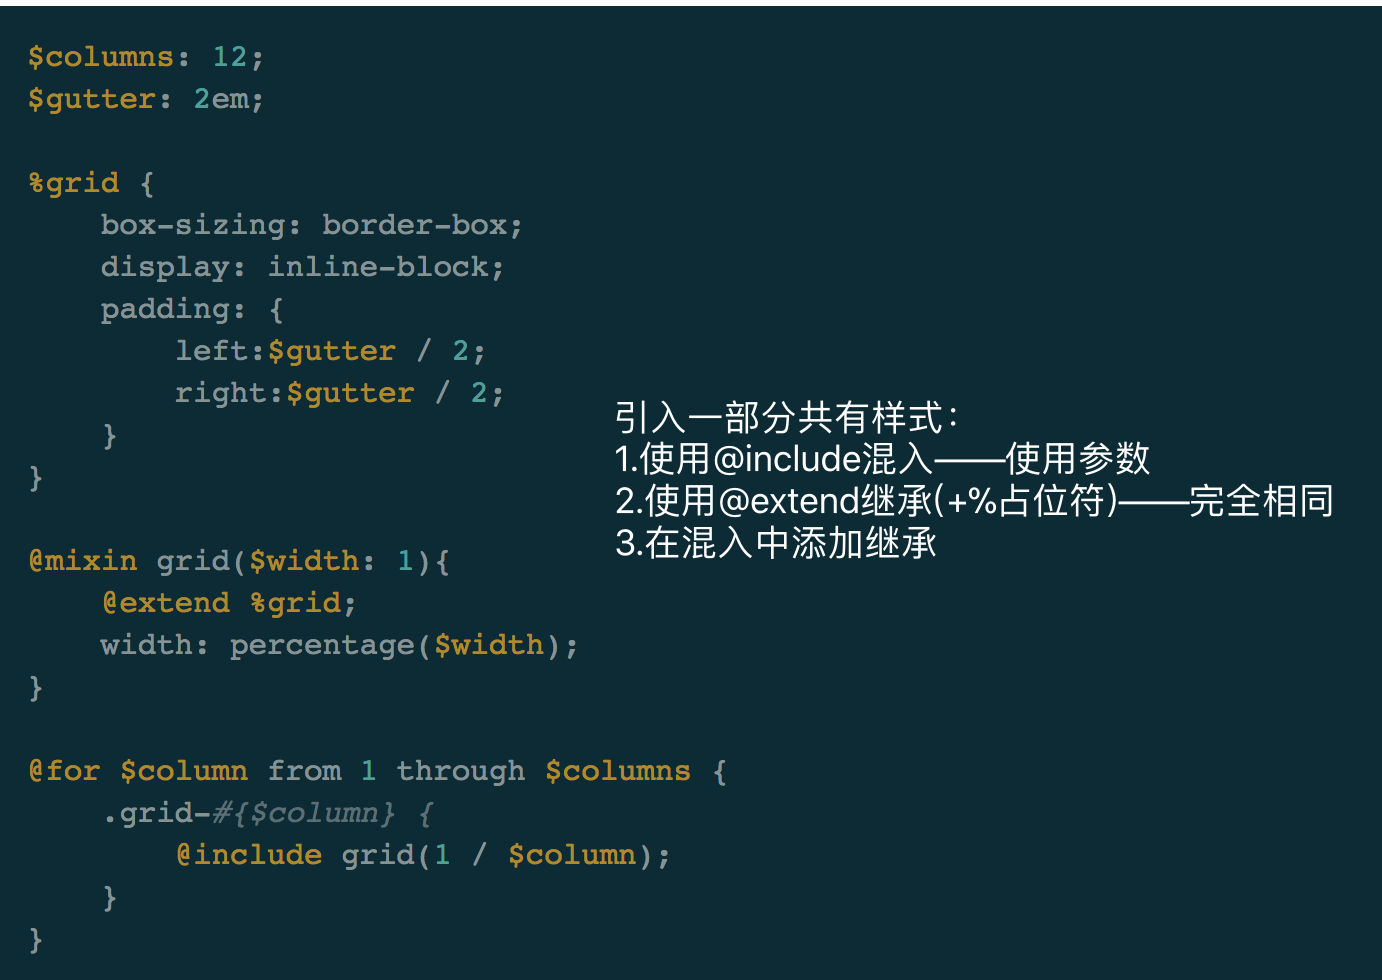 $columns: 12;
$gutter: 2em;
%grid {
box-sizing: border-box;
display: inline-block;
padding: {
left:$gutter / 2;
right:$gutter / 2;
}
}
引入一部分共有样式：
1.使用@include混入——使用参数
2.使用@extend继承(+%占位符)——完全相同
3.在混入中添加继承
@mixin grid($width: 1){
@extend %grid;
width: percentage($width);
}
@for $column from 1 through $columns {
.grid-#{$column} {
@include grid(1 / $column);
}
}